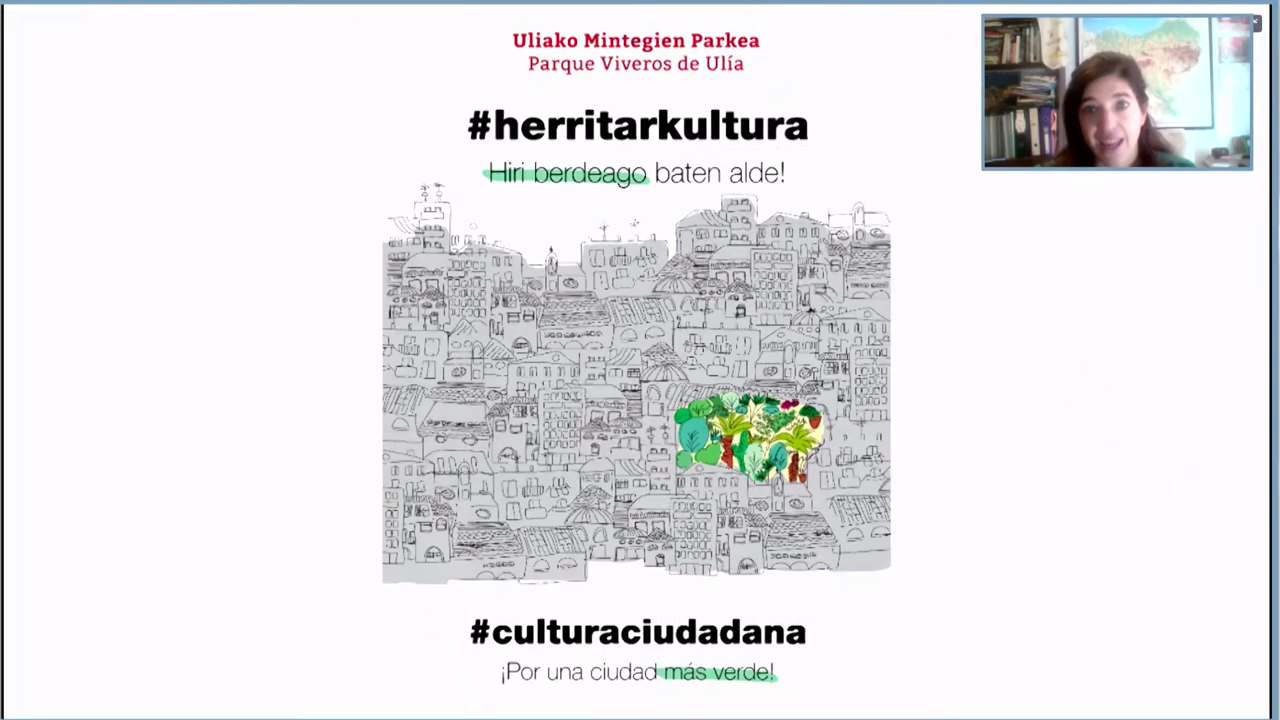 Uliako Mintegien Parkea
Parque Viveros de Ulía
#herritarkultura
Hiri berdeago baten alde!
#culturaciudadana
¡Por una ciudad más verde!